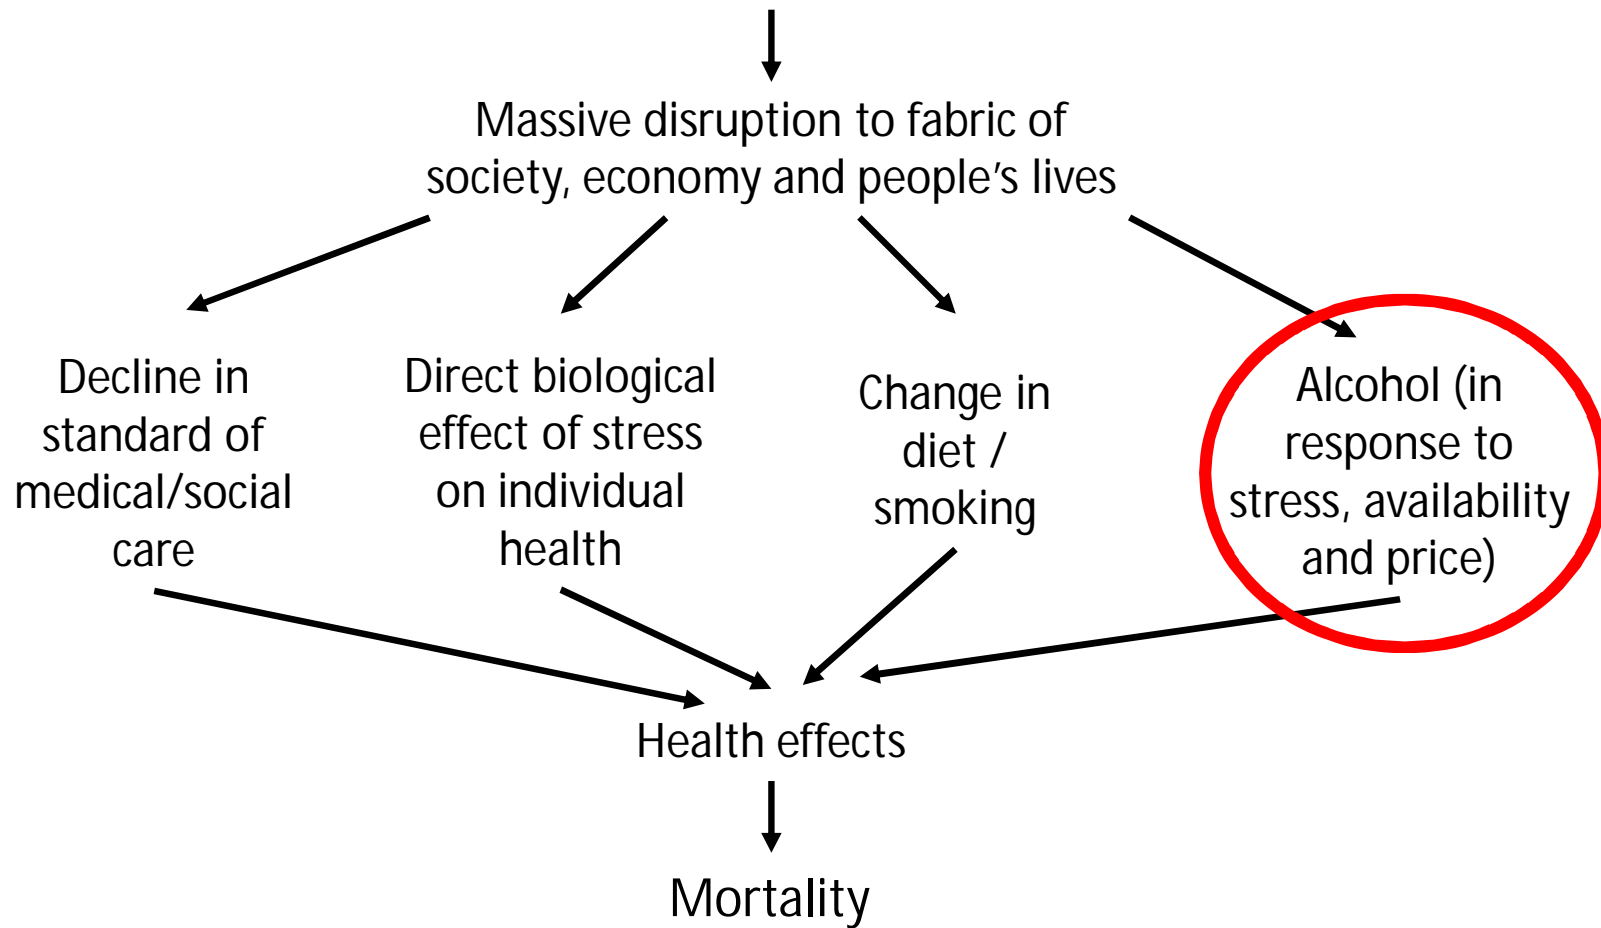 Massive disruption to fabric of
society, economy and people’s lives
Decline in
standard of
medical/social
care
Direct biological
effect of stress
on individual
health
Change in
diet /
smoking
Alcohol (in
response to
stress, availability
and price)
Health effects
Mortality